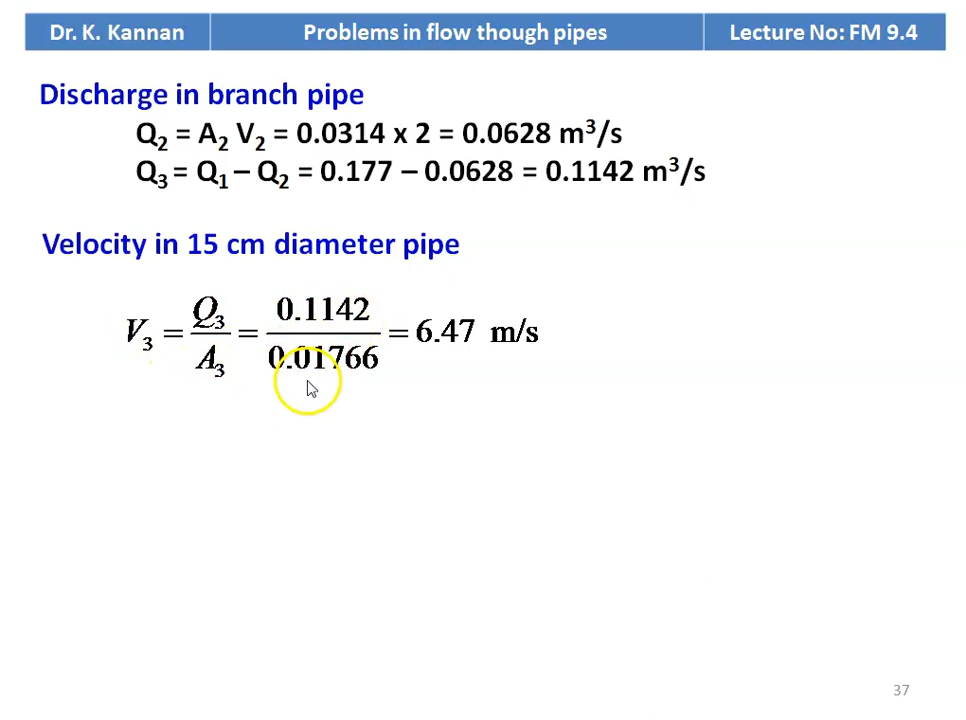 Dr. K. Kannan
Problems in flow though pipes
Lecture No: FM 9.4
Discharge in branch pipe
Q₂ = A₂ V₂ = 0.0314 x 2 = 0.0628 m³/s
Q₃ = Q₁ – Q₂ = 0.177 – 0.0628 = 0.1142 m³/s
Velocity in 15 cm diameter pipe
V₃ = Q₃/A₃ = 0.1142/0.01766 = 6.47 m/s
37